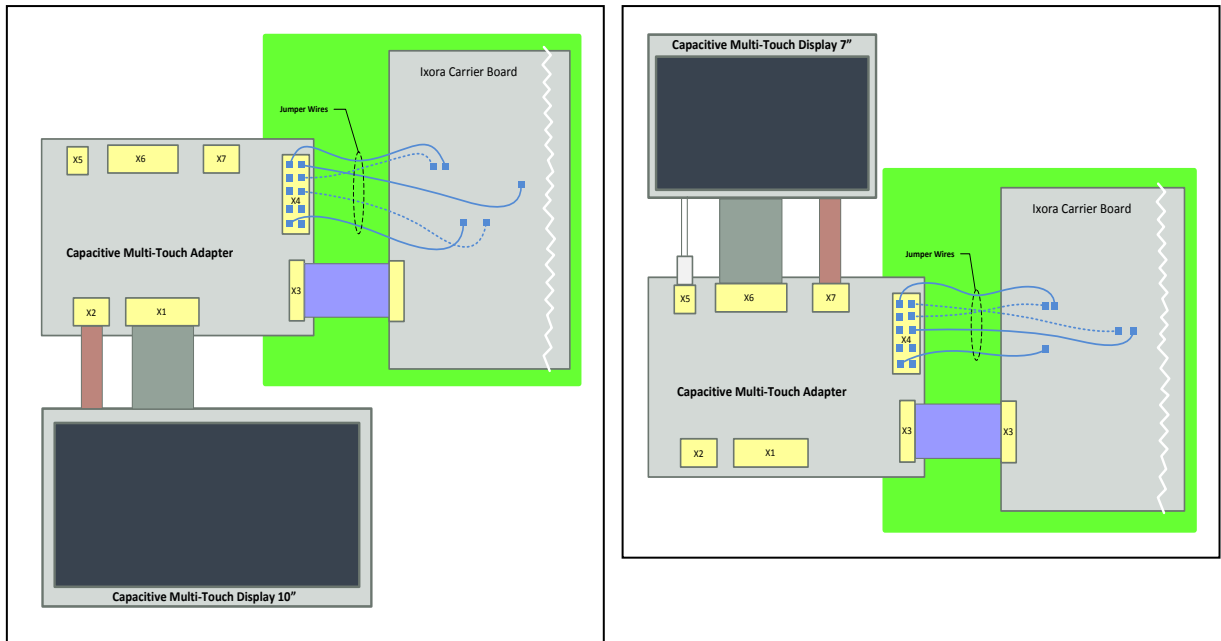 Ixora Carrier Board
Jumper Wires
X5
X6
X7
X4
Capacitive Multi-Touch Adapter
X3
X2
X1
Capacitive Multi-Touch Display 10”
Capacitive Multi-Touch Display 7”
Ixora Carrier Board
Jumper Wires
X5
X6
X7
X4
Capacitive Multi-Touch Adapter
X3
X3
X2
X1